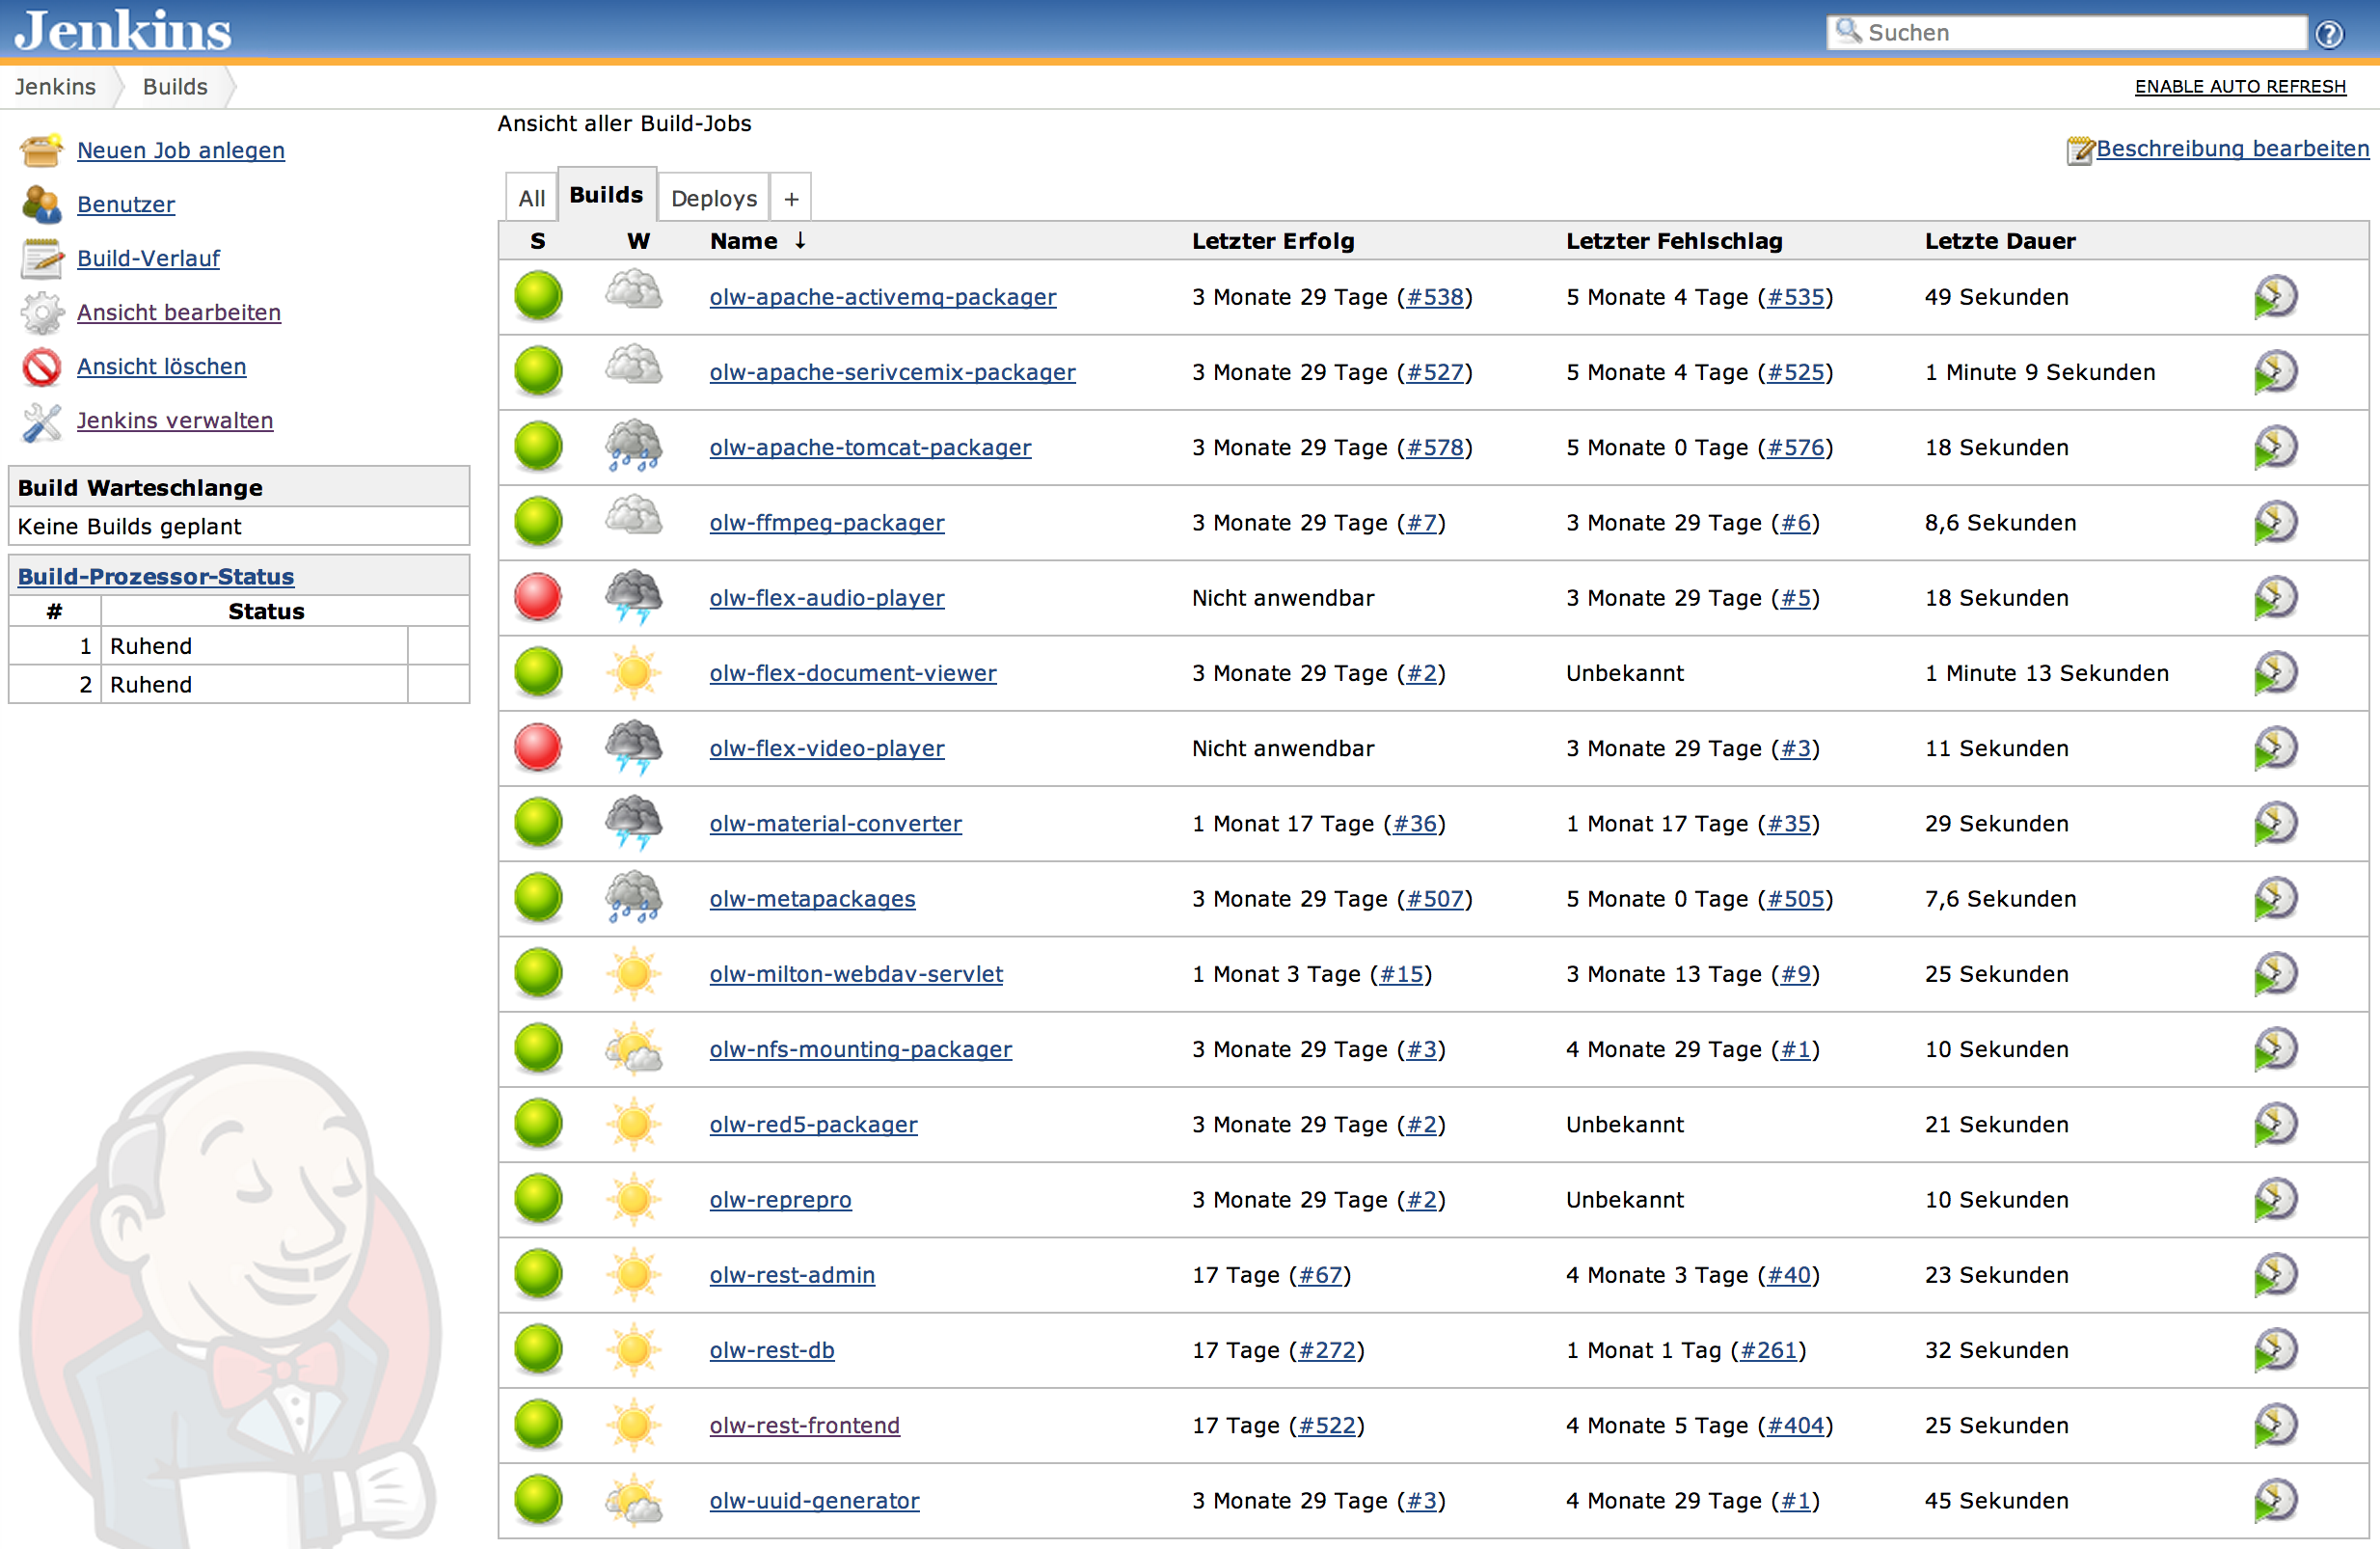 Jenkins
Suchen
Jenkins Builds ENABLE AUTO REFRESH
Neuen Job anlegen
Benutzer
Build-Verlauf
Ansicht bearbeiten
Ansicht löschen
Jenkins verwalten
Build Warteschlange
Keine Builds geplant
Build-Prozessor-Status
# Status
1 Ruhend
2 Ruhend
Ansicht aller Build-Jobs
Beschreibung bearbeiten
All Builds Deploys +
S W Name ↓ Letzter Erfolg Letzter Fehlschlag Letzte Dauer
olw-apache-activemq-packager 3 Monate 29 Tage (#538) 5 Monate 4 Tage (#535) 49 Sekunden
olw-apache-serivcemix-packager 3 Monate 29 Tage (#527) 5 Monate 4 Tage (#525) 1 Minute 9 Sekunden
olw-apache-tomcat-packager 3 Monate 29 Tage (#578) 5 Monate 0 Tage (#576) 18 Sekunden
olw-ffmpeg-packager 3 Monate 29 Tage (#7) 3 Monate 29 Tage (#6) 8,6 Sekunden
olw-flex-audio-player Nicht anwendbar 3 Monate 29 Tage (#5) 18 Sekunden
olw-flex-document-viewer 3 Monate 29 Tage (#2) Unbekannt 1 Minute 13 Sekunden
olw-flex-video-player Nicht anwendbar 3 Monate 29 Tage (#3) 11 Sekunden
olw-material-converter 1 Monat 17 Tage (#36) 1 Monat 17 Tage (#35) 29 Sekunden
olw-metapackages 3 Monate 29 Tage (#507) 5 Monate 0 Tage (#505) 7,6 Sekunden
olw-milton-webdav-servlet 1 Monat 3 Tage (#15) 3 Monate 13 Tage (#9) 25 Sekunden
olw-nfs-mounting-packager 3 Monate 29 Tage (#3) 4 Monate 29 Tage (#1) 10 Sekunden
olw-red5-packager 3 Monate 29 Tage (#2) Unbekannt 21 Sekunden
olw-reprepro 3 Monate 29 Tage (#2) Unbekannt 10 Sekunden
olw-rest-admin 17 Tage (#67) 4 Monate 3 Tage (#40) 23 Sekunden
olw-rest-db 17 Tage (#272) 1 Monat 1 Tag (#261) 32 Sekunden
olw-rest-frontend 17 Tage (#522) 4 Monate 5 Tage (#404) 25 Sekunden
olw-uuid-generator 3 Monate 29 Tage (#3) 4 Monate 29 Tage (#1) 45 Sekunden